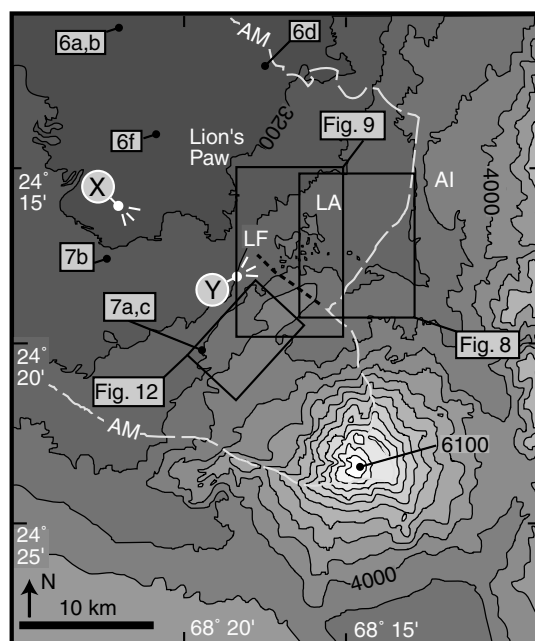 6a,b
AM
6d
3200
6f
Lion's
Paw
Fig. 9
24°
15'
X
4000
AI
LA
7b
LF
Y
7a,c
24°
20'
Fig. 8
Fig. 12
AM
6100
24°
25'
N
10 km
4000
68° 20'
68° 15'